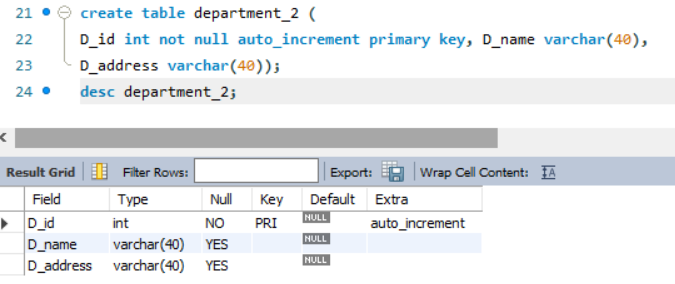 21 create table department_2 (
22 D_id int not null auto_increment primary key, D_name varchar(40),
23 D_address varchar(40));
24 desc department_2;
Result Grid Filter Rows: Export: Wrap Cell Content:
Field Type Null Key Default Extra
D_id int NO PRI NULL auto_increment
D_name varchar(40) YES NULL
D_address varchar(40) YES NULL